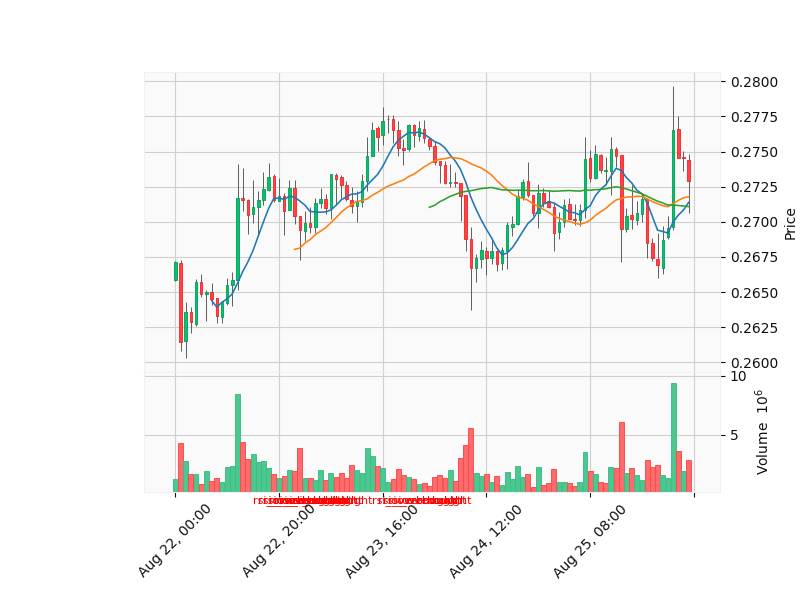 0.2800
0.2775
0.2750
0.2725
0.2700
0.2675
0.2650
0.2625
0.2600
Price
10
5
Volume 10⁶
Aug 22, 00:00
Aug 22, 20:00
Aug 23, 16:00
Aug 24, 12:00
Aug 25, 08:00